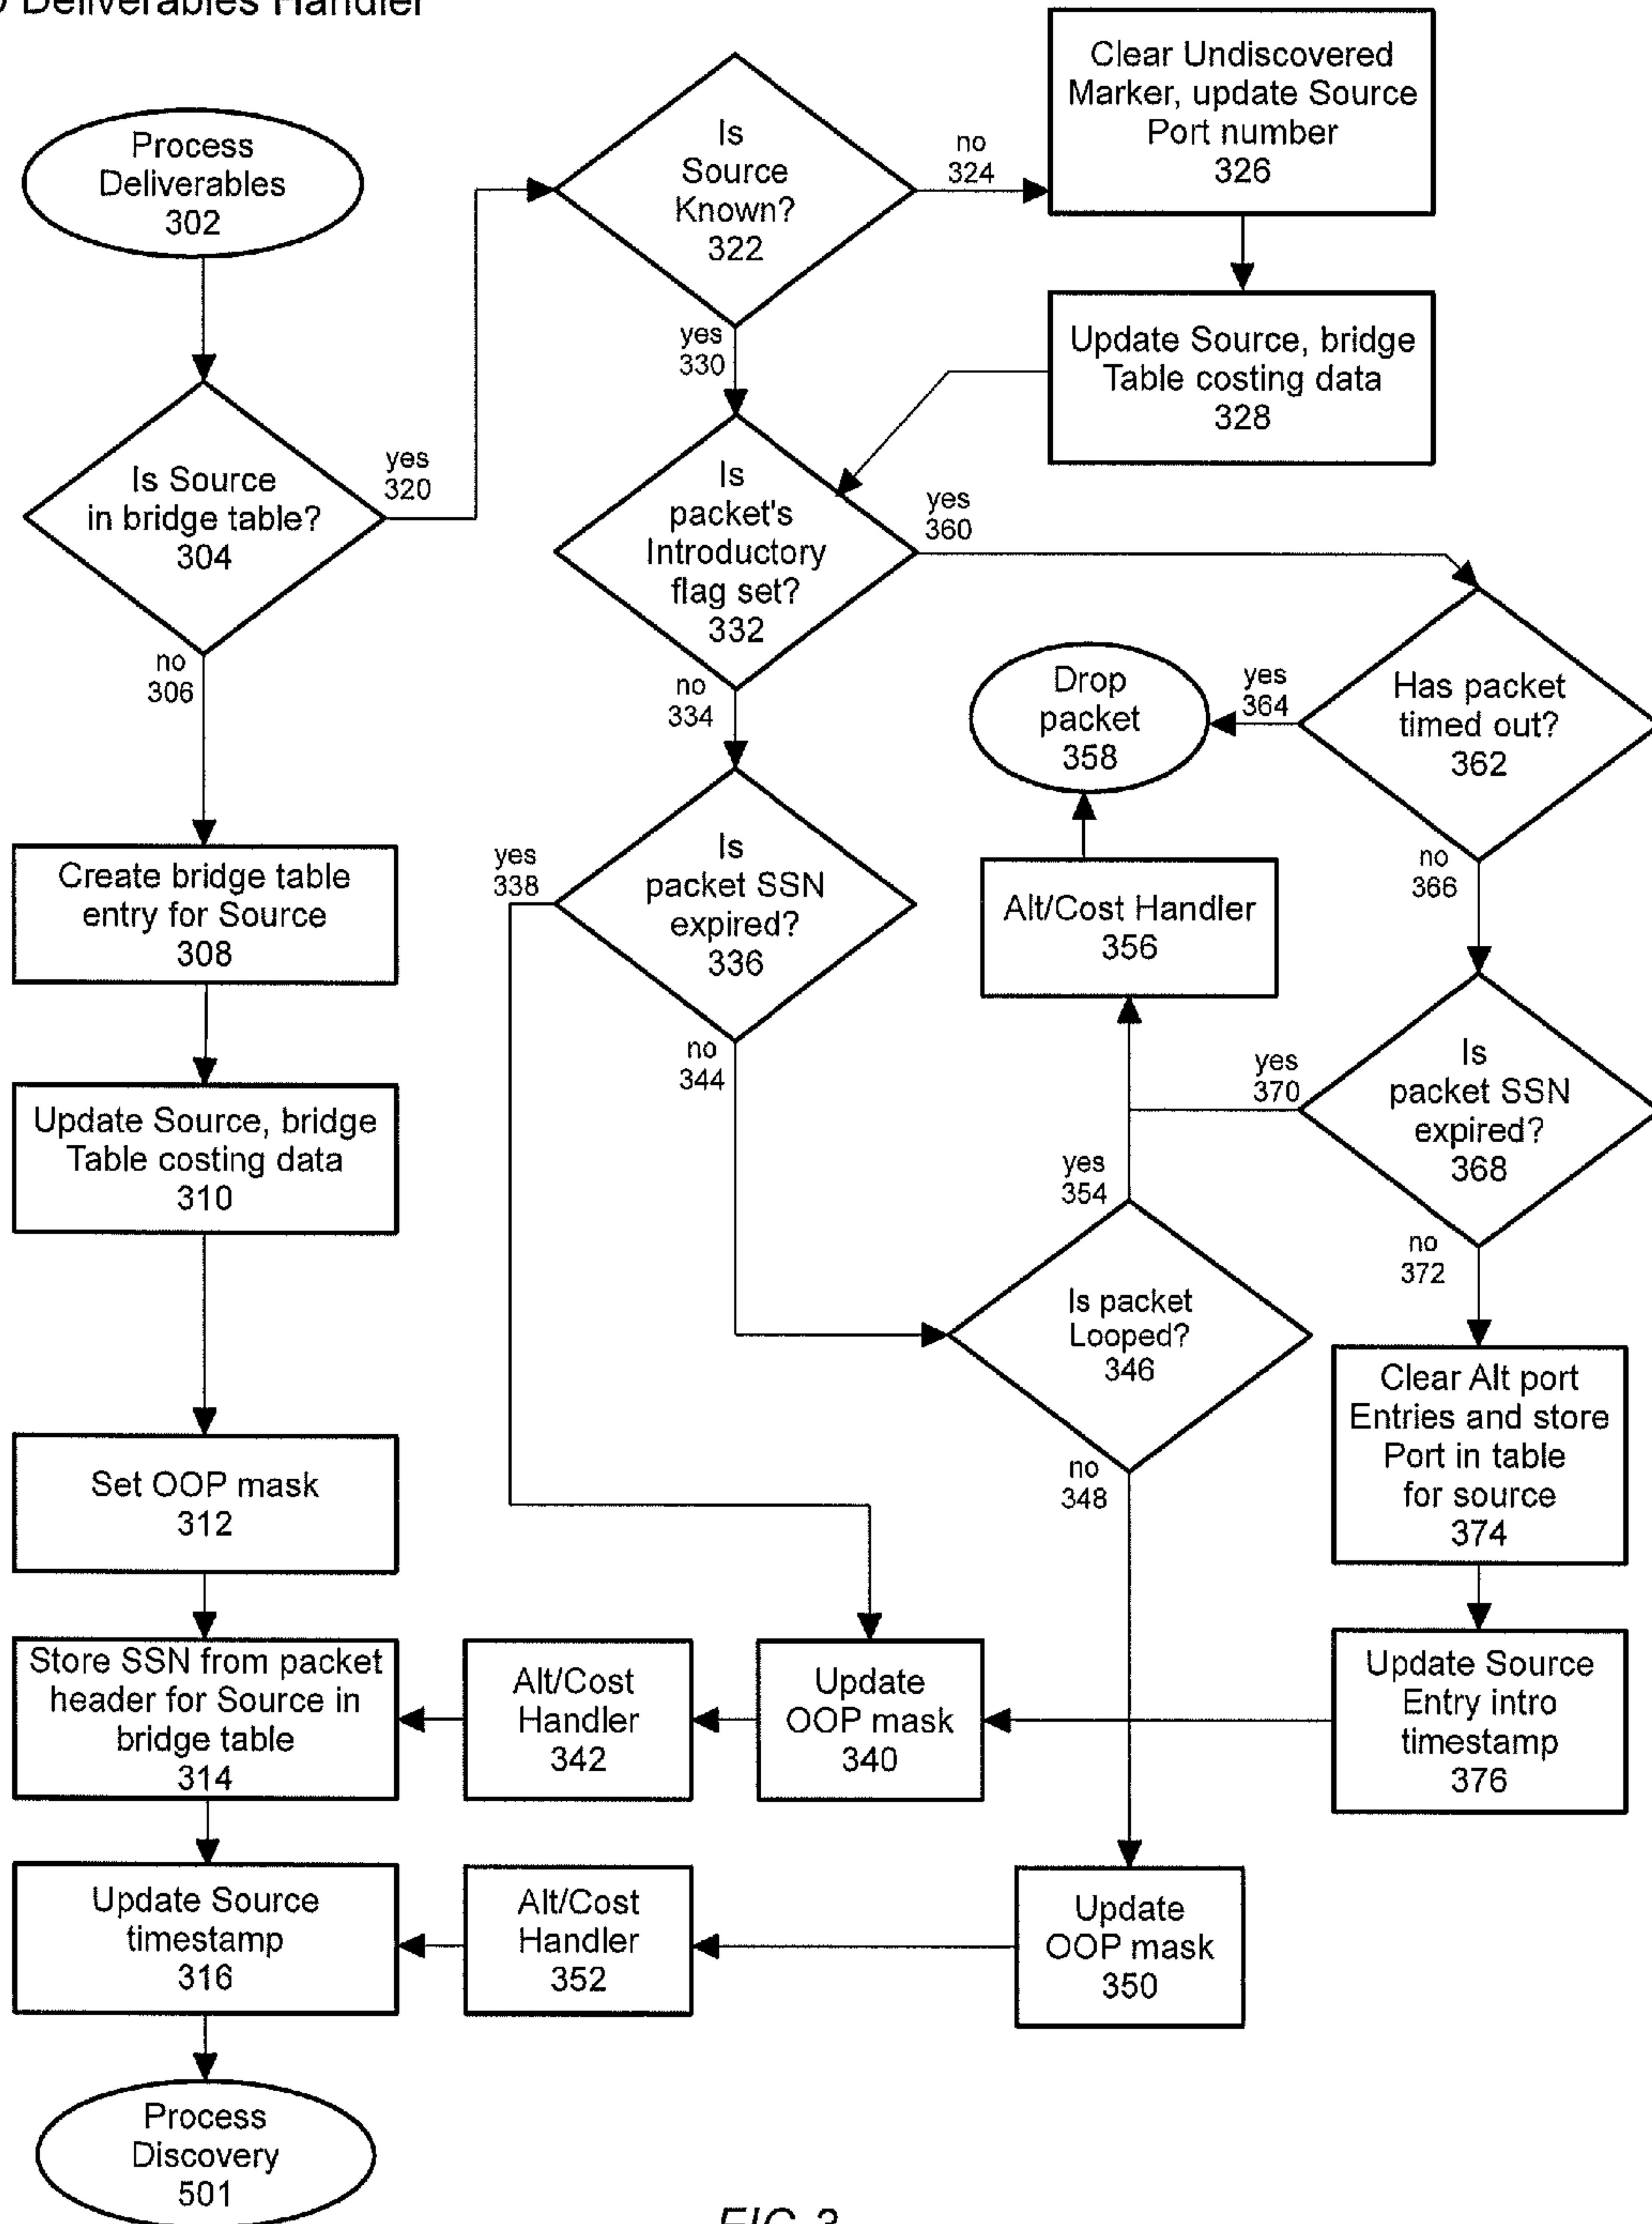 Deliverables Handler
Process
Deliverables
302
Is Source
in bridge table?
304
yes
320
no
306
Create bridge table
entry for Source
308
Update Source, bridge
Table costing data
310
Set OOP mask
312
Store SSN from packet
header for Source in
bridge table
314
Update Source
timestamp
316
Process
Discovery
501
Is
Source
Known?
322
no
324
Clear Undiscovered
Marker, update Source
Port number
326
Update Source, bridge
Table costing data
328
yes
330
Is
packet's
Introductory
flag set?
332
yes
360
no
334
Is
packet SSN
expired?
336
yes
338
no
344
Drop
packet
358
yes
364
Has packet
timed out?
362
no
366
Alt/Cost Handler
356
Is
packet SSN
expired?
368
yes
370
no
372
yes
354
Is packet
Looped?
346
no
348
Clear Alt port
Entries and store
Port in table
for source
374
Update Source
Entry intro
timestamp
376
Update
OOP mask
340
Alt/Cost
Handler
342
Update
OOP mask
350
Alt/Cost
Handler
352
FIG 3